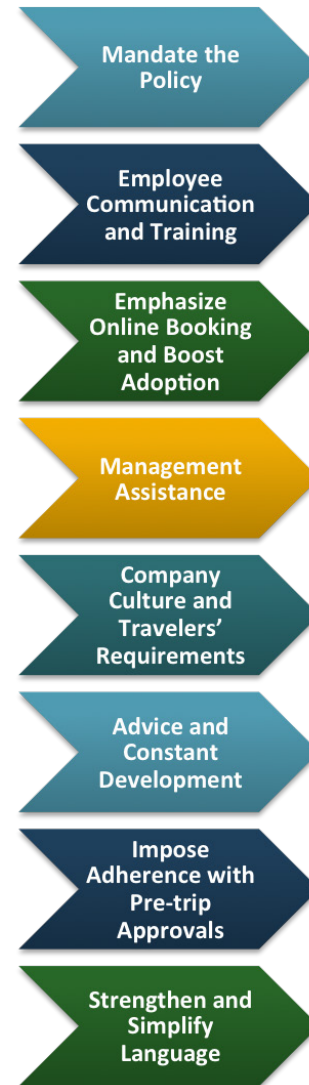 Mandate the
Policy
Employee
Communication
and Training
Emphasize
Online Booking
and Boost
Adoption
Management
Assistance
Company
Culture and
Travelers’
Requirements
Advice and
Constant
Development
Impose
Adherence with
Pre-trip
Approvals
Strengthen and
Simplify
Language